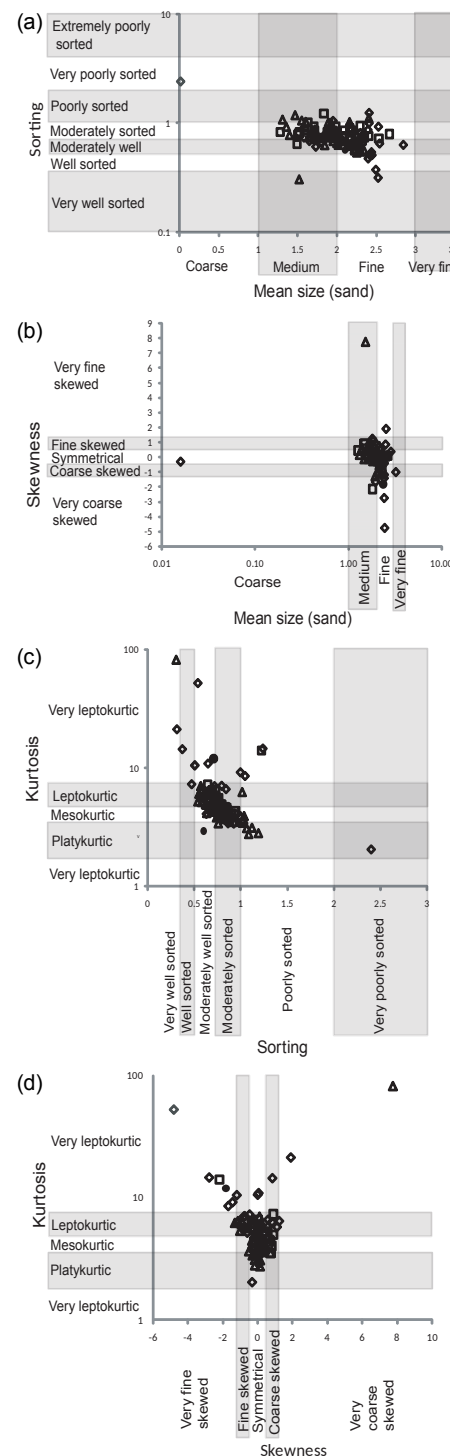 (a)
10
Extremely poorly
sorted
Very poorly sorted
Poorly sorted
1
Moderately sorted
Moderately well
Well sorted
Very well sorted
0.1
Sorting
0 0.5 1 1.5 2 2.5 3
Coarse Medium Fine Very fin
Mean size (sand)
(b)
9
8
7
6
5
4
3
2
1
0
-1
-2
-3
-4
-5
-6
Very fine
skewed
Fine skewed
Symmetrical
Coarse skewed
Very coarse
skewed
Skewness
0.01 0.10 1.00 10.00
Coarse Medium Fine Very fine
Mean size (sand)
(c)
100
Very leptokurtic
10
Leptokurtic
Mesokurtic
Platykurtic
Very leptokurtic
1
Kurtosis
0 0.5 1 1.5 2 2.5 3
Very well sorted
Well sorted
Moderately well sorted
Moderately sorted
Poorly sorted
Very poorly sorted
Sorting
(d)
100
Very leptokurtic
10
Leptokurtic
Mesokurtic
Platykurtic
Very leptokurtic
1
Kurtosis
-6 -4 -2 0 2 4 6 8 10
Very fine
skewed
Fine skewed
Symmetrical
Coarse skewed
Very
coarse
skewed
Skewness